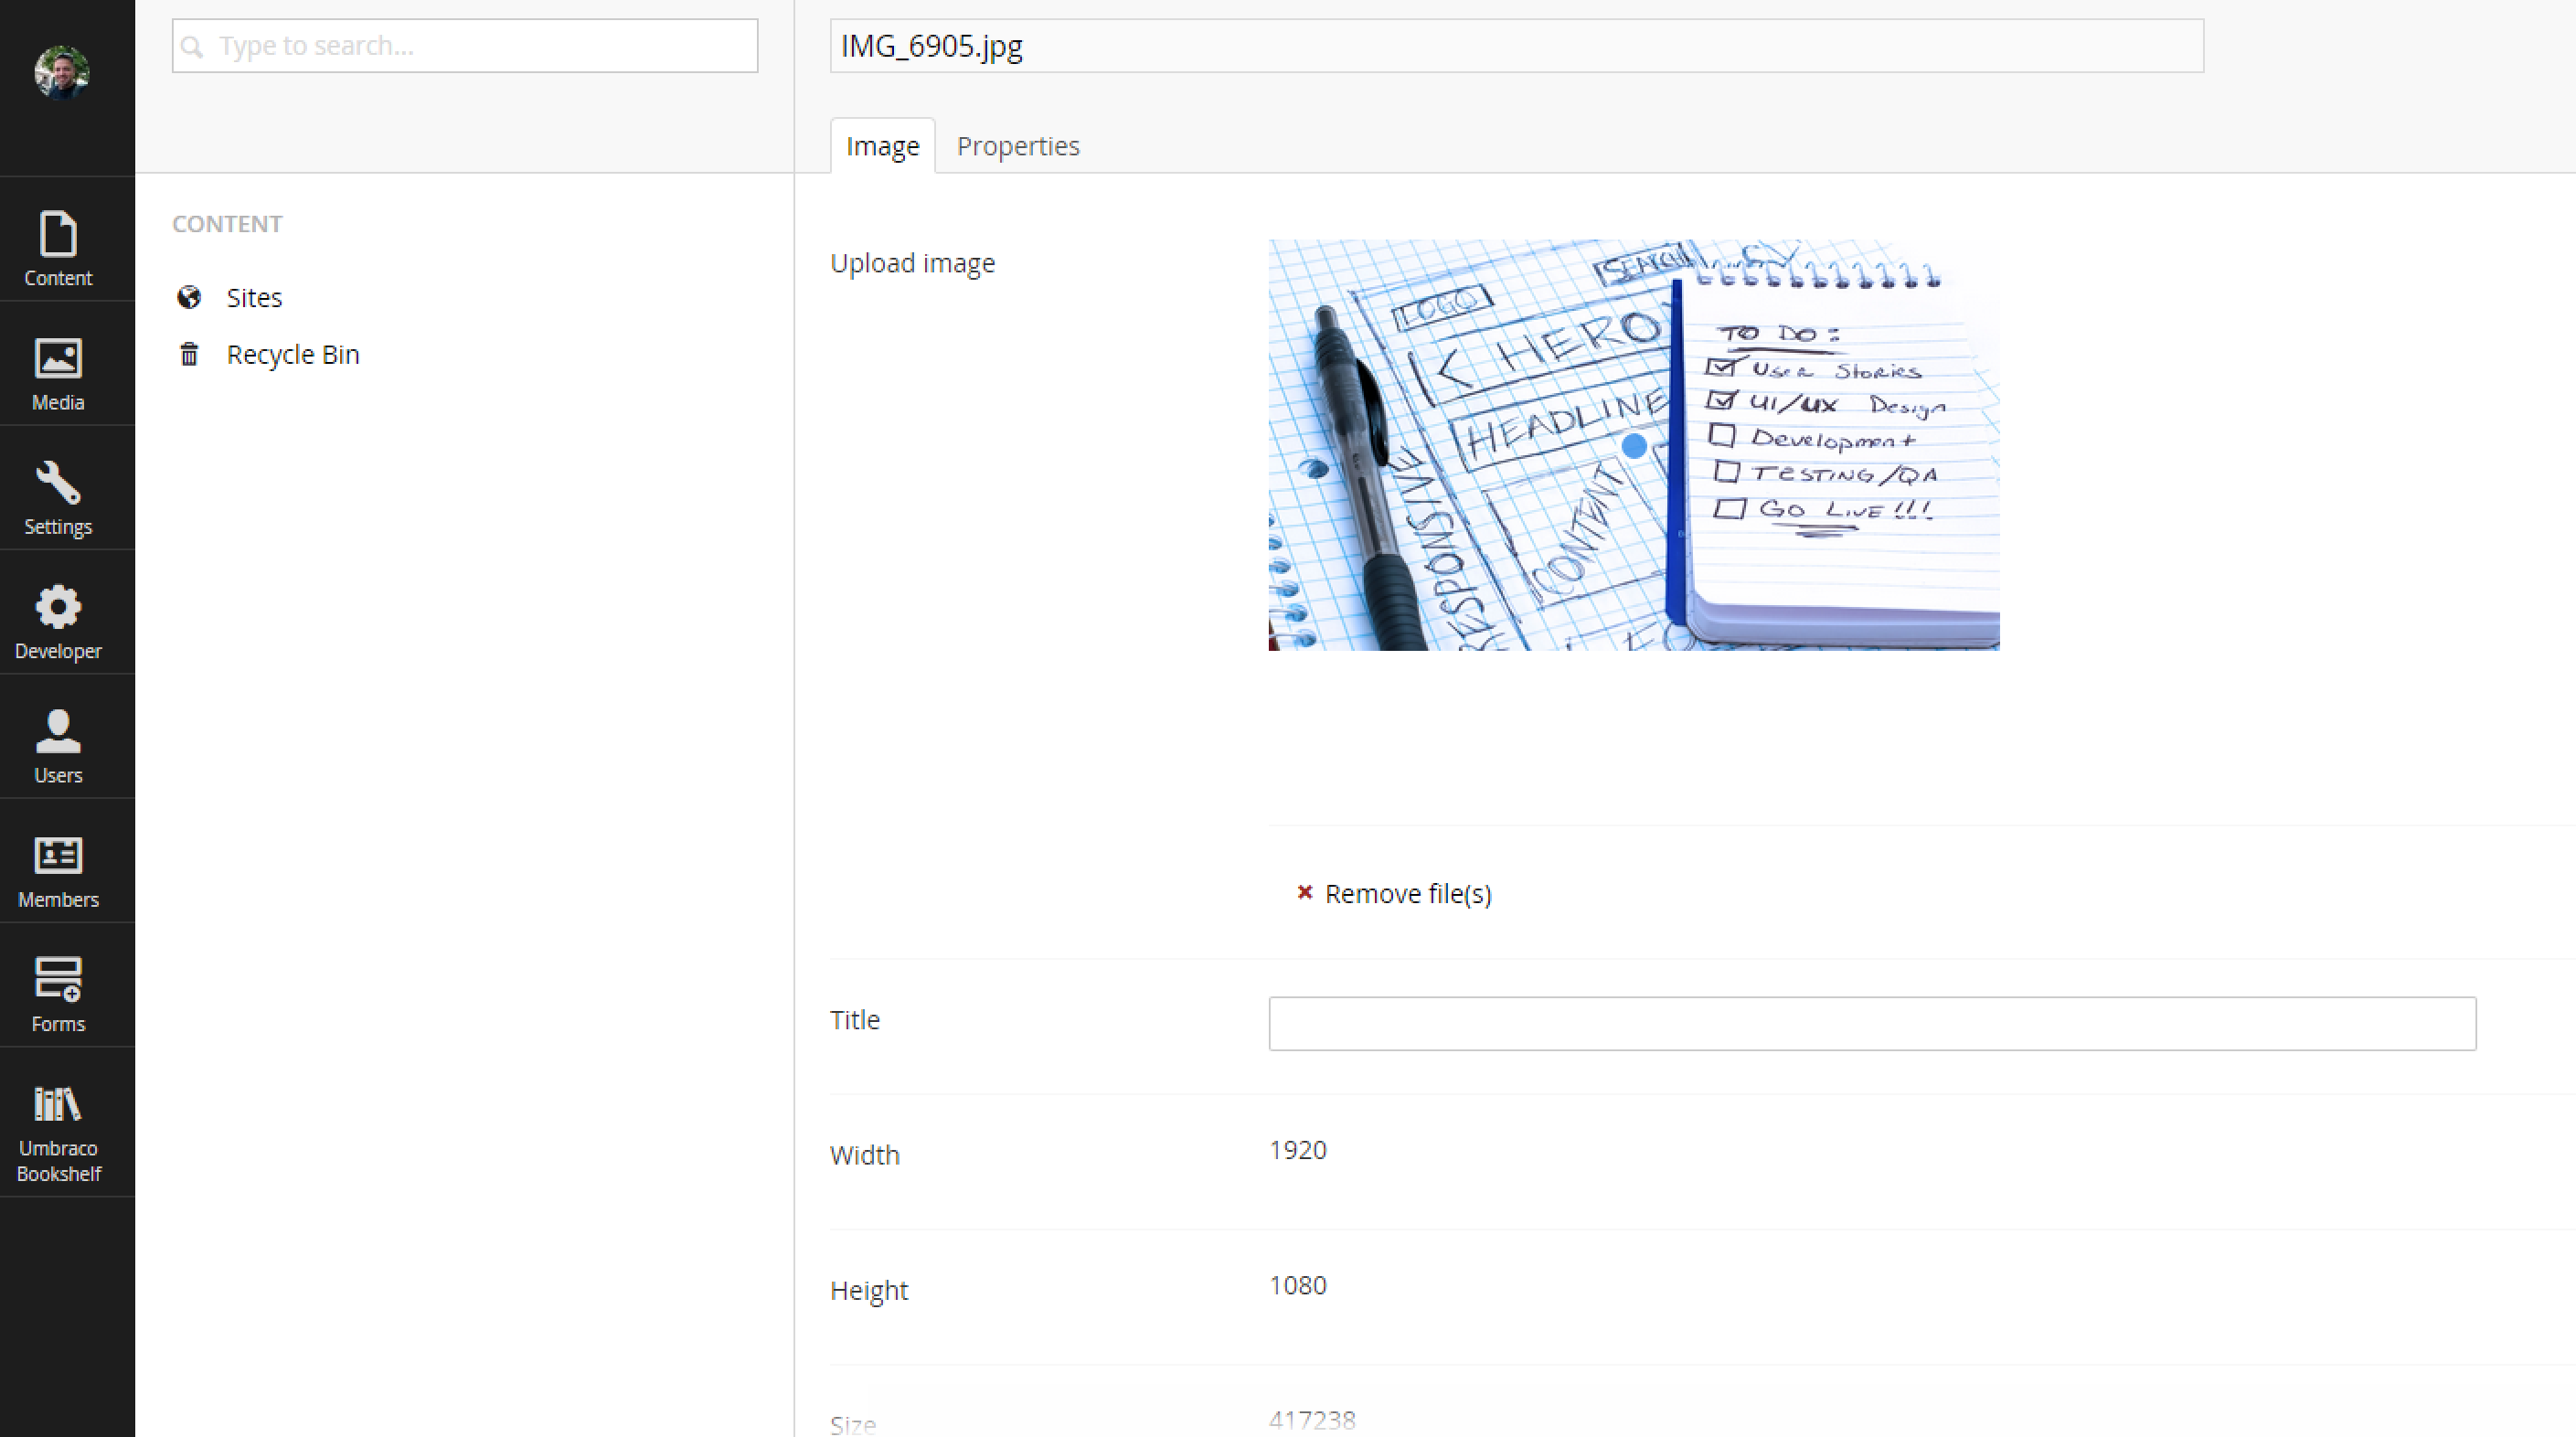 Type to search...
IMG_6905.jpg
Image
Properties
CONTENT
Sites
Recycle Bin
Content
Media
Settings
Developer
Users
Members
Forms
Umbraco
Bookshelf
Upload image
SEARCH
LOGO
< HERO
HEADLINE
CONTENT
RESPONSIVE
TO DO:
User Stories
UI/UX Design
Development
TESTING/QA
GO LIVE!!!
Remove file(s)
Title
Width
1920
Height
1080
Size
417238